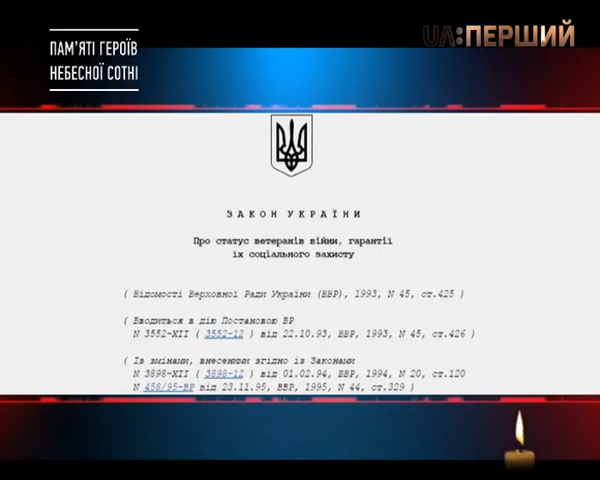 ПАМ'ЯТІ ГЕРОЇВ
НЕБЕСНОЇ СОТНІ
UA:ПЕРШИЙ
З А К О Н У К Р А Ї Н И
Про статус ветеранів війни, гарантії
їх соціального захисту
( Відомості Верховної Ради України (ВВР), 1993, N 45, ст.425 )
( Вводиться в дію Постановою ВР
N 3552-XII ( 3552-12 ) від 22.10.93, ВВР, 1993, N 45, ст.426 )
( Із змінами, внесеними згідно із Законами
N 3898-XII ( 3898-12 ) від 01.02.94, ВВР, 1994, N 20, ст.120
N 458/95-ВР від 23.11.95, ВВР, 1995, N 44, ст.329 )